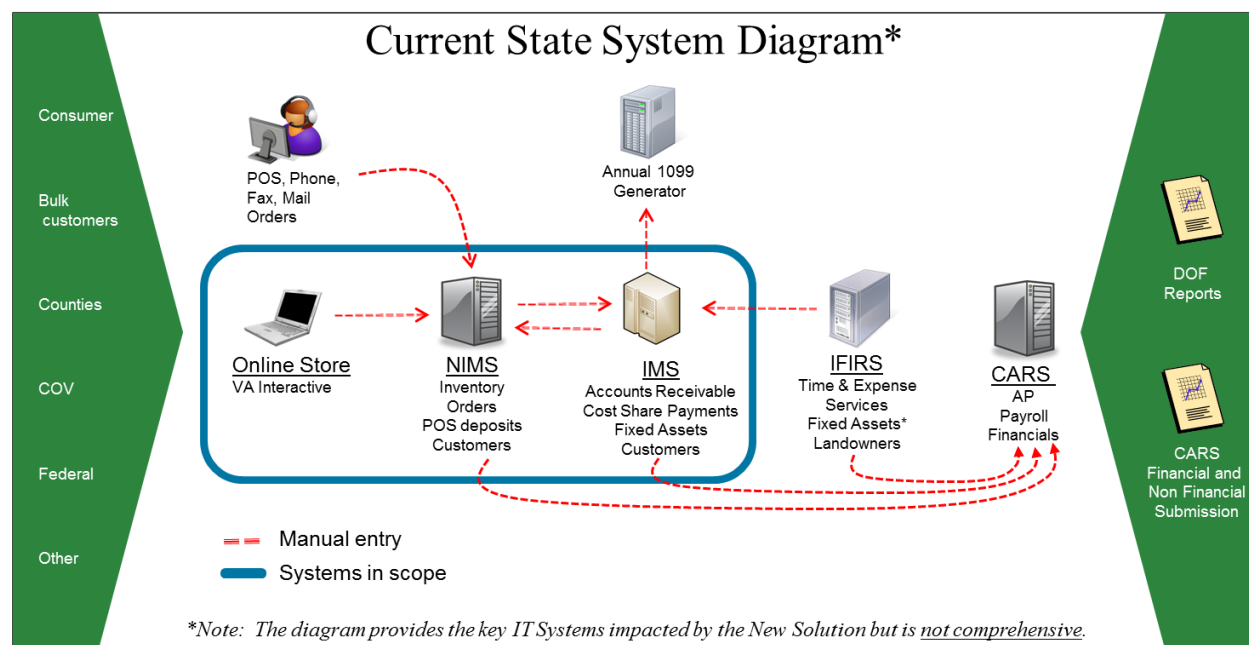 Current State System Diagram*
Consumer
Bulk
customers
Counties
COV
Federal
Other
POS, Phone,
Fax, Mail
Orders
Annual 1099
Generator
Online Store
VA Interactive
NIMS
Inventory
Orders
POS deposits
Customers
IMS
Accounts Receivable
Cost Share Payments
Fixed Assets
Customers
IFIRS
Time & Expense
Services
Fixed Assets*
Landowners
CARS
AP
Payroll
Financials
DOF
Reports
CARS
Financial and
Non Financial
Submission
Manual entry
Systems in scope
*Note: The diagram provides the key IT Systems impacted by the New Solution but is not comprehensive.